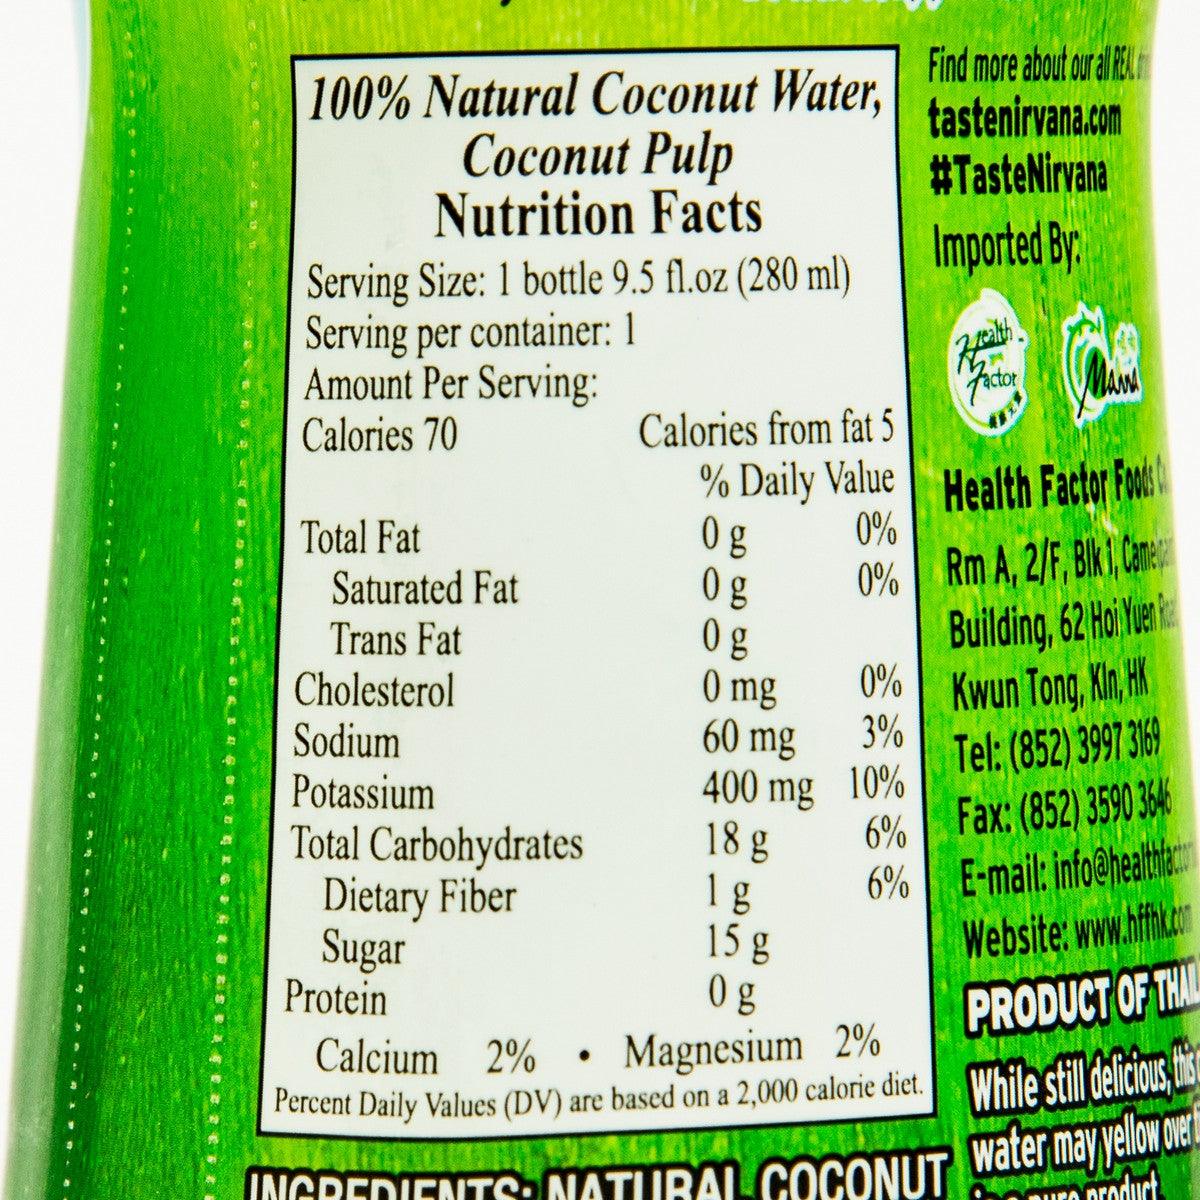 100% Natural Coconut Water,
Coconut Pulp
Nutrition Facts
Serving Size: 1 bottle 9.5 fl.oz (280 ml)
Serving per container: 1
Amount Per Serving:
Calories 70 Calories from fat 5
% Daily Value
Total Fat 0 g 0%
Saturated Fat 0 g 0%
Trans Fat 0 g
Cholesterol 0 mg 0%
Sodium 60 mg 3%
Potassium 400 mg 10%
Total Carbohydrates 18 g 6%
Dietary Fiber 1 g 6%
Sugar 15 g
Protein 0 g
Calcium 2% • Magnesium 2%
Percent Daily Values (DV) are based on a 2,000 calorie diet.
INGREDIENTS: NATURAL COCONUT
Find more about our all REAL
tastenirvana.com
#TasteNirvana
Imported By:
Health
Factor
Mama
Health Factor Foods
Rm A, 2/F, Blk 1,
Building, 62 Hoi Yuen
Kwun Tong, Kln, HK
Tel: (852) 3997 3169
Fax: (852) 3590 3646
E-mail:
Website: www.hffhk.com
PRODUCT OF
While still delicious, this
water may yellow over
product